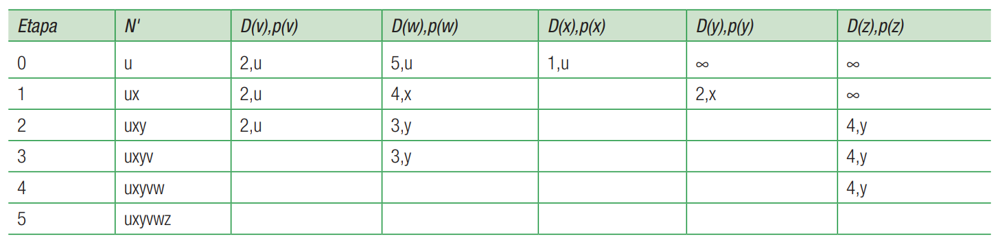 Etapa N' D(v),p(v) D(w),p(w) D(x),p(x) D(y),p(y) D(z),p(z)
0 u 2,u 5,u 1,u ∞ ∞
1 ux 2,u 4,x 2,x ∞
2 uxy 2,u 3,y 4,y
3 uxyv 3,y 4,y
4 uxyvw 4,y
5 uxyvwz